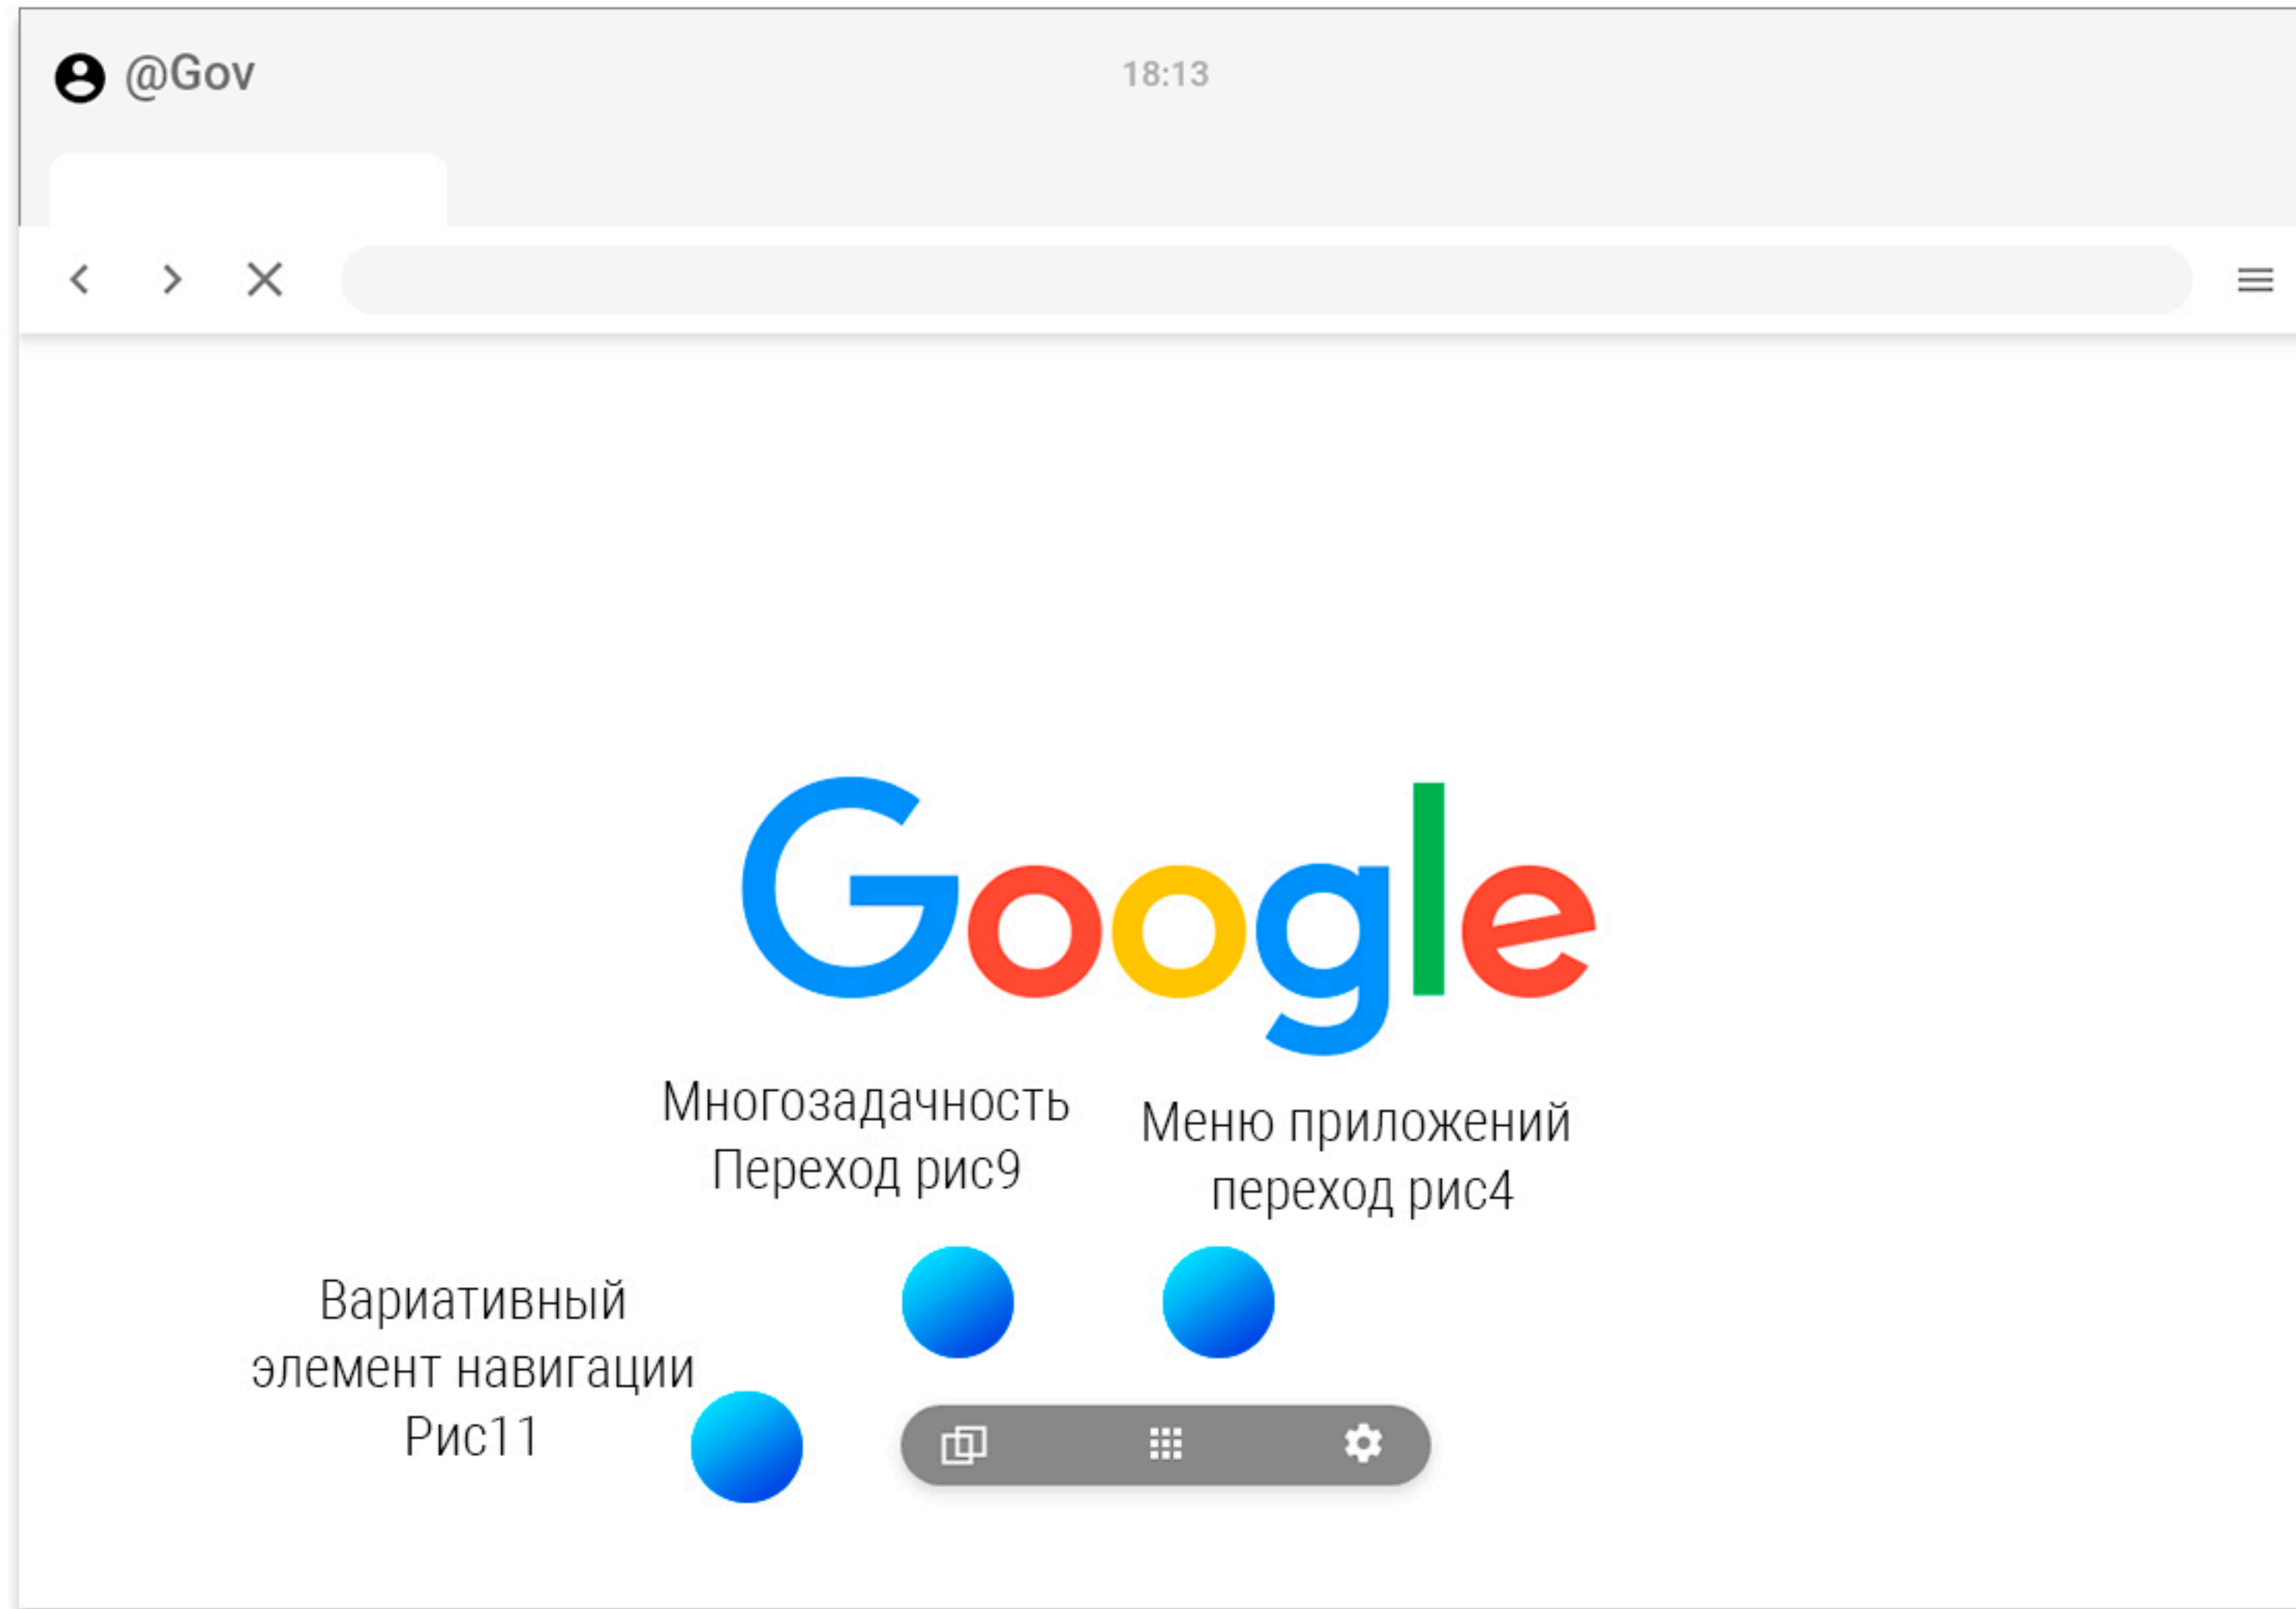 @Gov
18:13
Google
Многозадачность
Переход рис9
Меню приложений
переход рис4
Вариативный
элемент навигации
Рис11